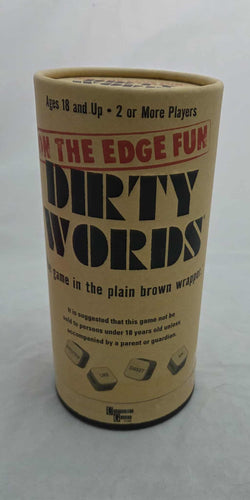 Ages 18 and Up • 2 or More Players
ON THE EDGE FUN
DIRTY
WORDS
game in the plain brown wrapper
It is suggested that this game not be
sold to persons under 18 years old unless
accompanied by a parent or guardian.
LIKE
SWEET